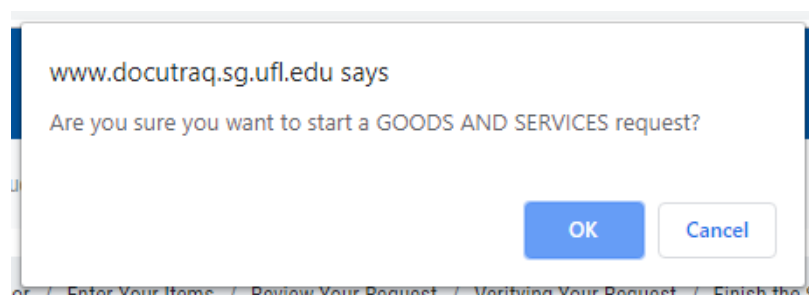 www.docutraq.sg.ufl.edu says
Are you sure you want to start a GOODS AND SERVICES request?
OK Cancel
/ Enter Your Items / Review Your Request / Verifying Your Request / Finish the